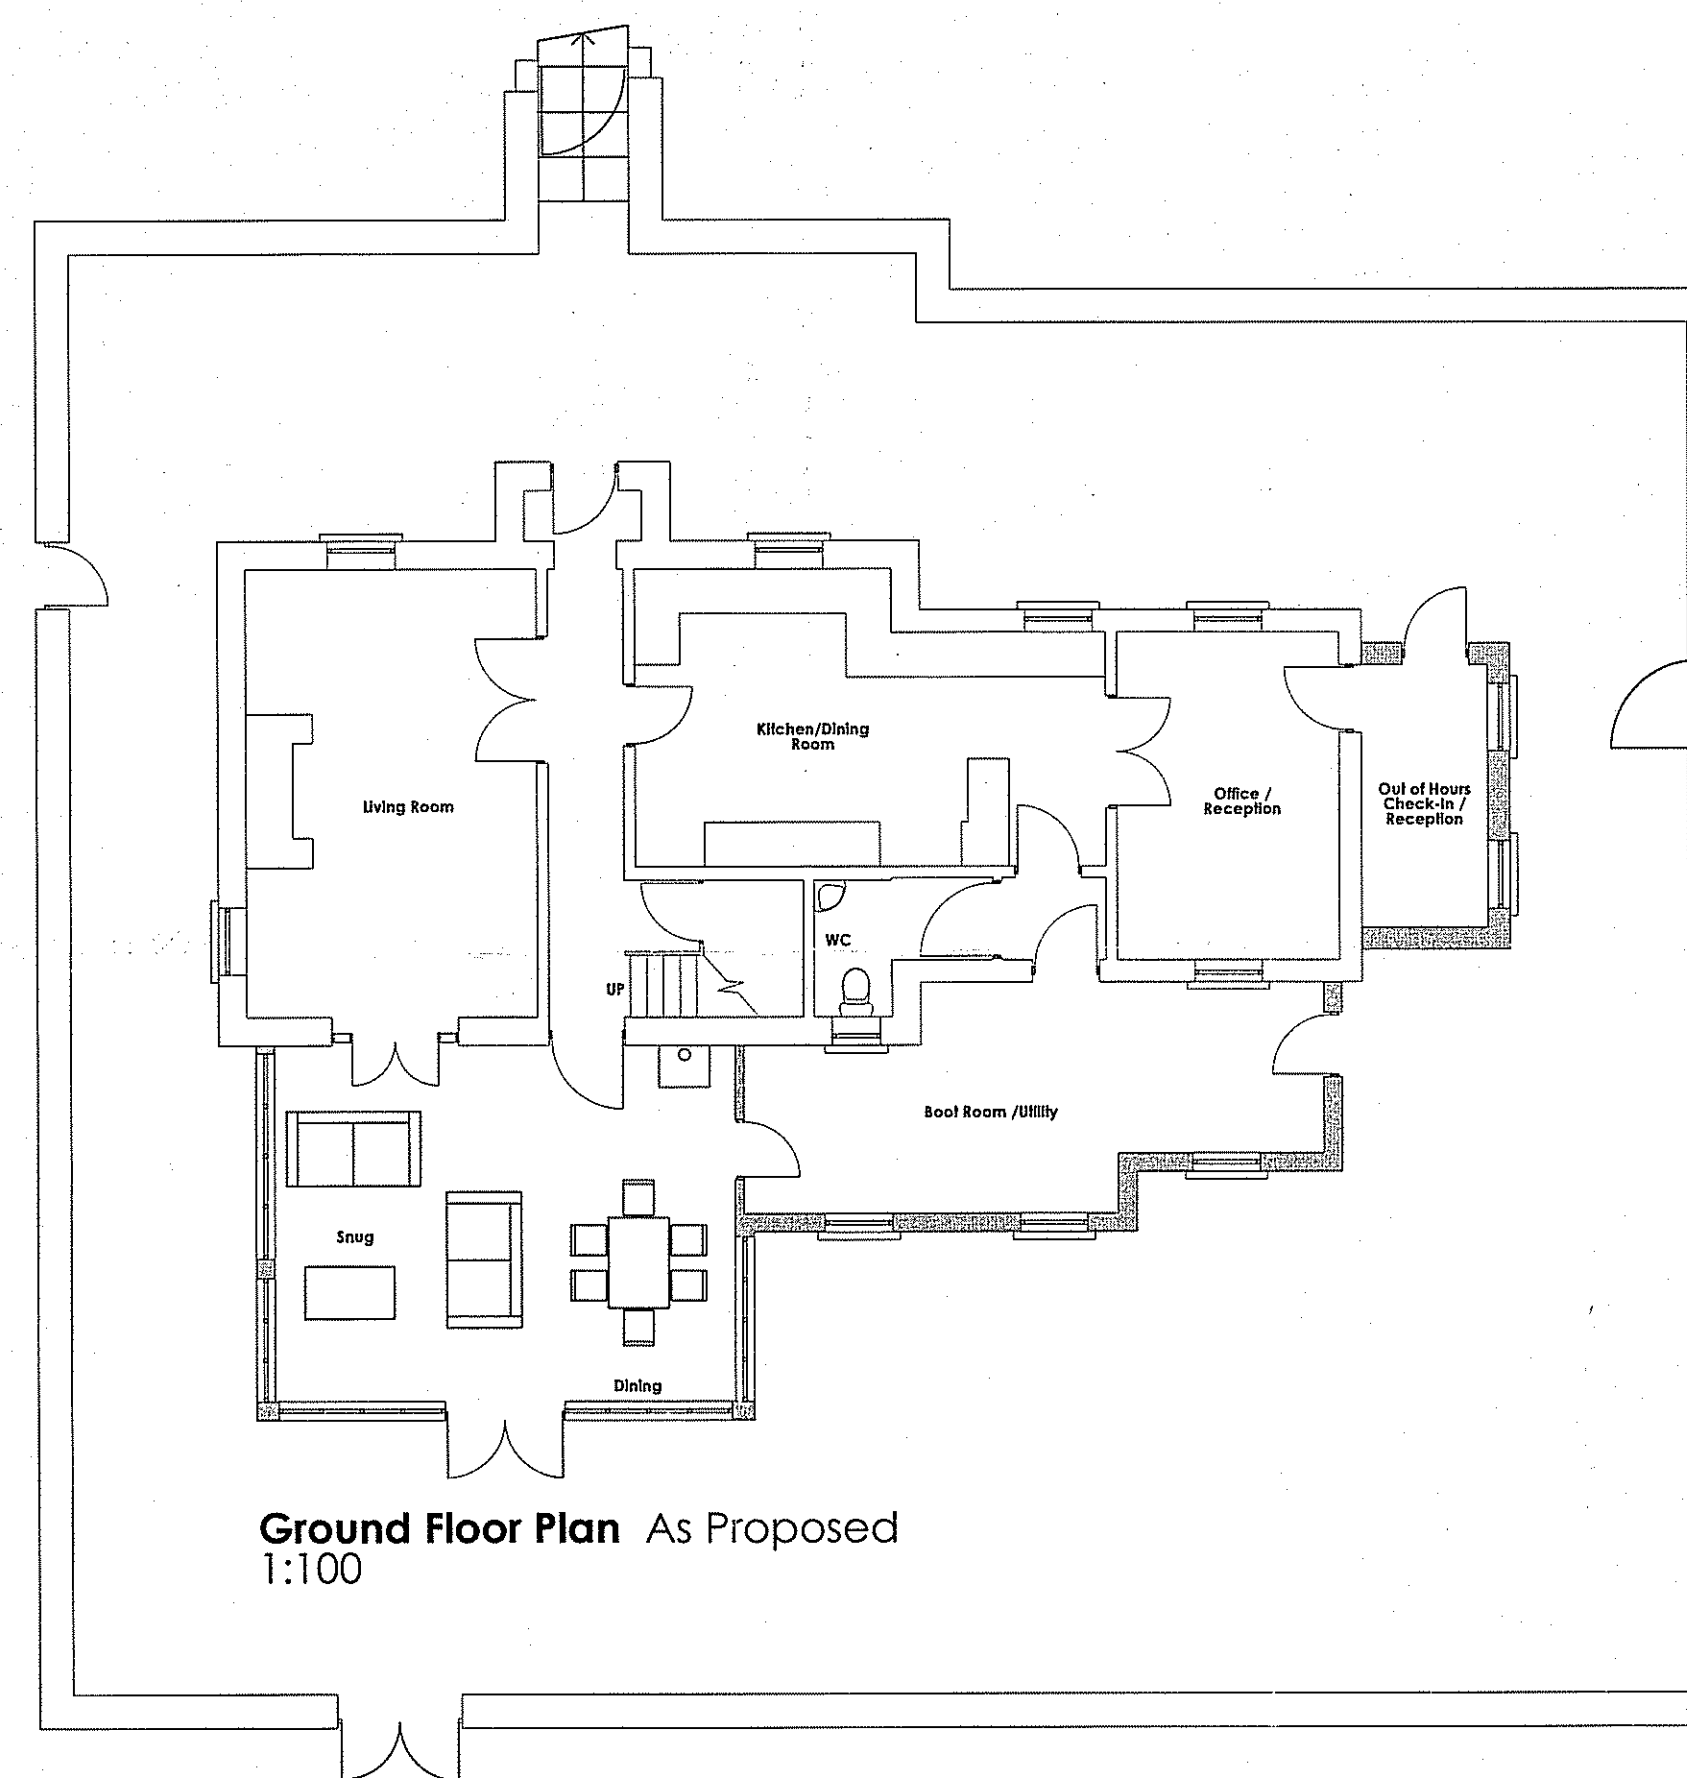 Kitchen/Dining
Room
Living Room
Office /
Reception
Out of Hours
Check-In /
Reception
WC
UP
Boot Room /Utility
Snug
Dining
Ground Floor Plan As Proposed
1:100